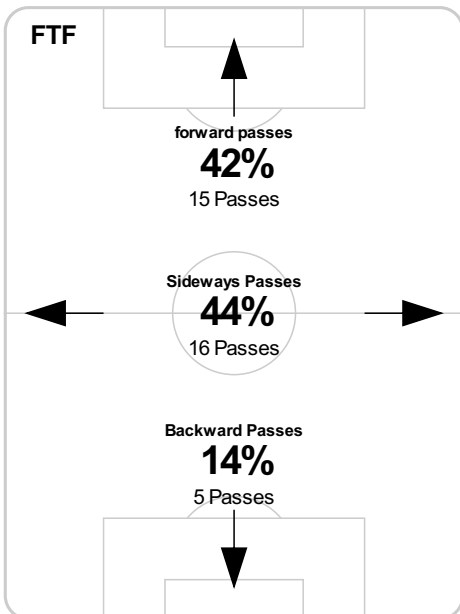 FTF
forward passes
42%
15 Passes
Sideways Passes
44%
16 Passes
Backward Passes
14%
5 Passes